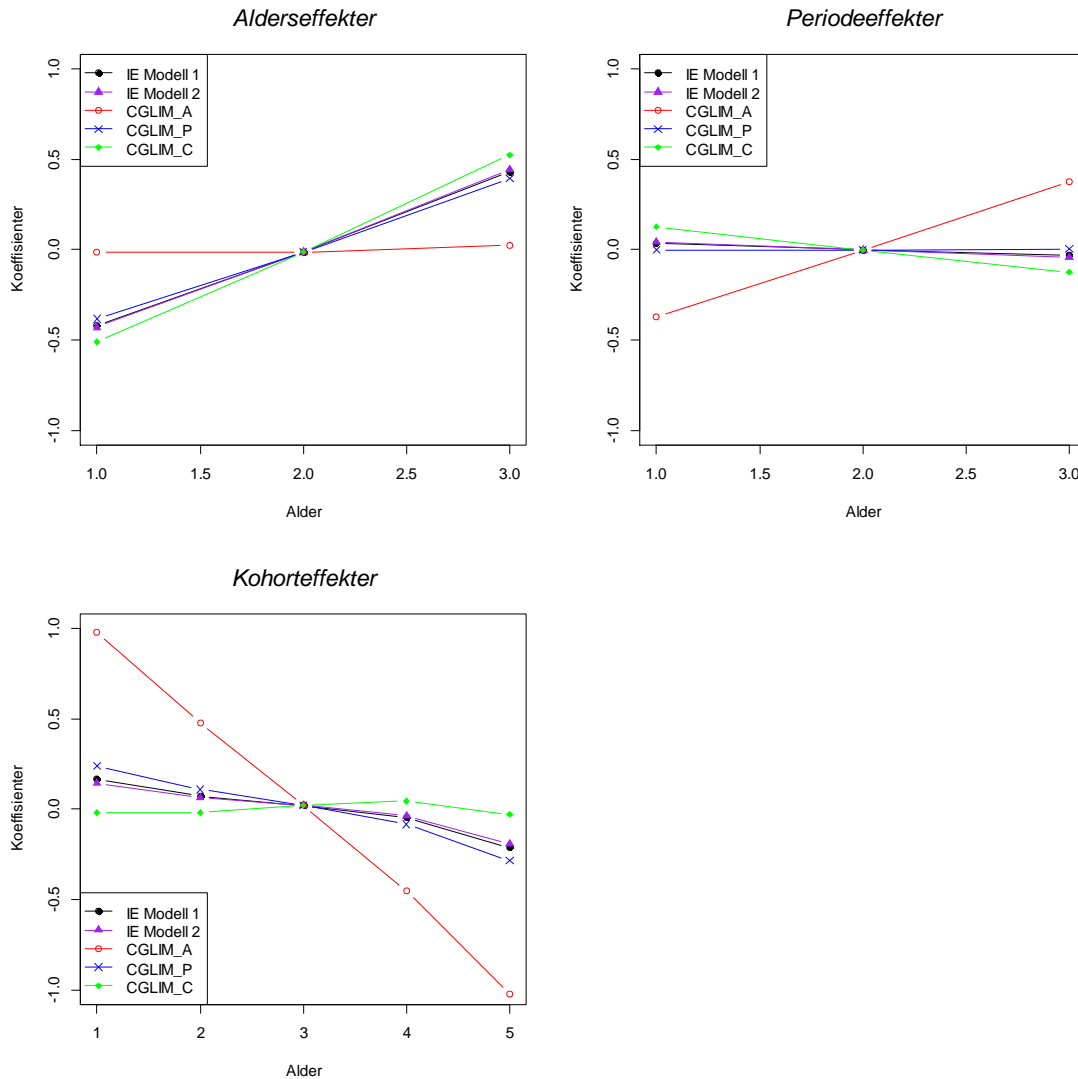 Alderseffekter
IE Modell 1
IE Modell 2
CGLIM_A
CGLIM_P
CGLIM_C
Koeffisienter
1.0
0.5
0.0
-0.5
-1.0
1.0 1.5 2.0 2.5 3.0
Alder
Periodeeffekter
IE Modell 1
IE Modell 2
CGLIM_A
CGLIM_P
CGLIM_C
Koeffisienter
1.0
0.5
0.0
-0.5
-1.0
1.0 1.5 2.0 2.5 3.0
Alder
Kohorteffekter
Koeffisienter
1.0
0.5
0.0
-0.5
-1.0
IE Modell 1
IE Modell 2
CGLIM_A
CGLIM_P
CGLIM_C
1 2 3 4 5
Alder